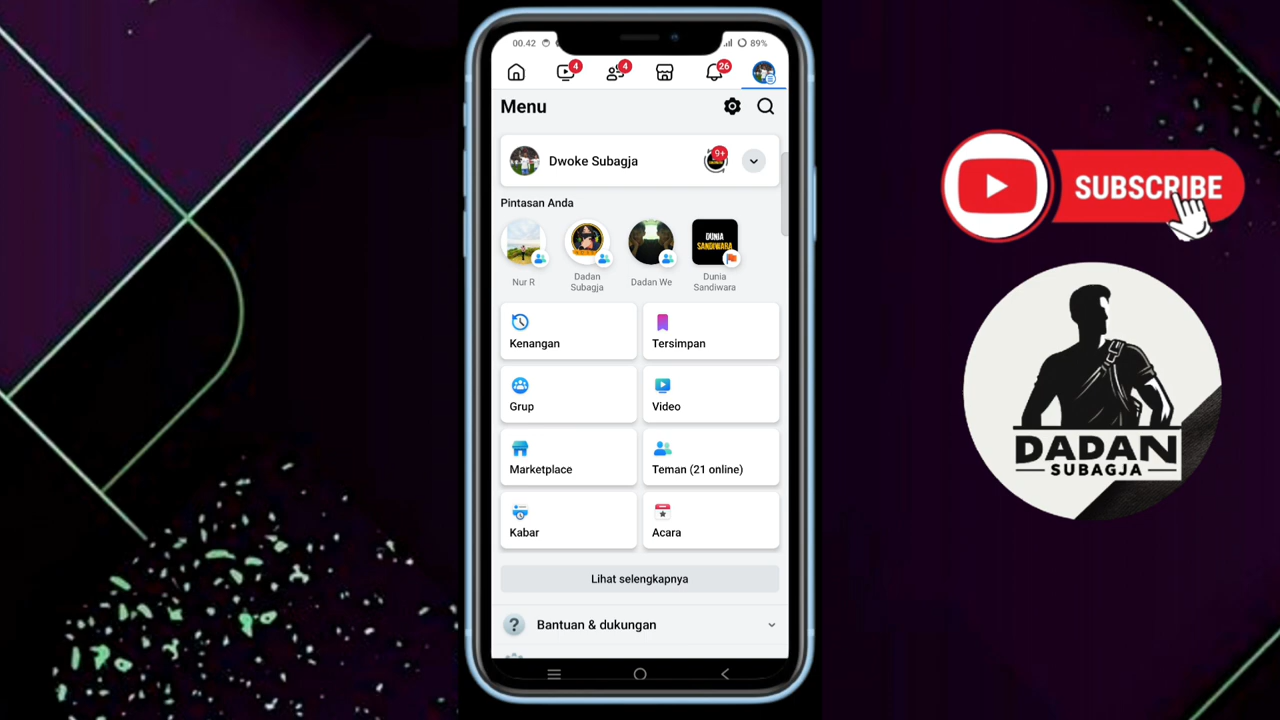 00.42
89%
4
4
26
Menu
Dwoke Subagja
9+
Pintasan Anda
DUNIA
SANDIWARA
Nur R
Dadan
Subagja
Dadan We
Dunia
Sandiwara
Kenangan
Tersimpan
Grup
Video
Marketplace
Teman (21 online)
Kabar
Acara
Lihat selengkapnya
? Bantuan & dukungan
SUBSCRIBE
DADAN
SUBAGJA